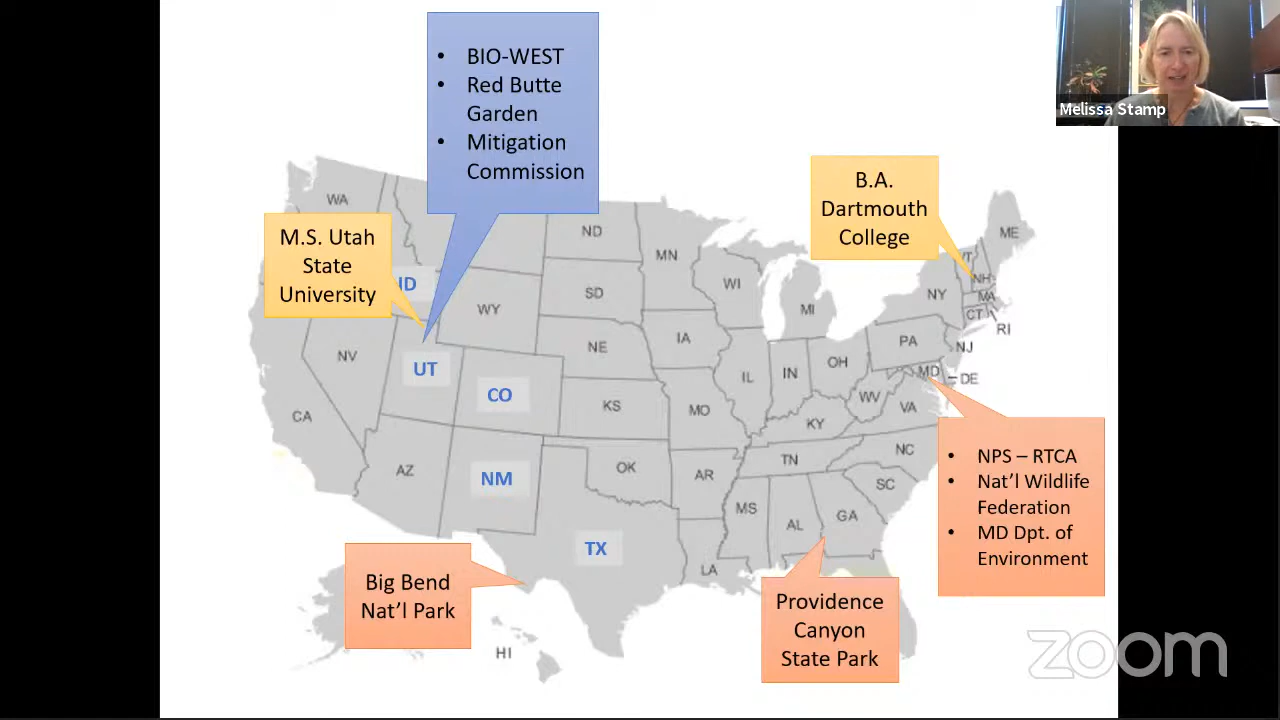 • BIO-WEST
• Red Butte
Garden
• Mitigation
Commission
Melissa Stamp
B.A.
Dartmouth
College
M.S. Utah
State
University
WA
ND
MN
ME
VT
NH
ID
WY
SD
WI
MI
NY
MA
CT
RI
NV
UT
CO
NE
IA
IL
IN
OH
PA
NJ
MD
DE
CA
KS
MO
KY
WV
VA
AZ
NM
OK
AR
TN
NC
SC
TX
LA
MS
AL
GA
HI
• NPS – RTCA
• Nat’l Wildlife
Federation
• MD Dpt. of
Environment
Big Bend
Nat’l Park
Providence
Canyon
State Park
zoom